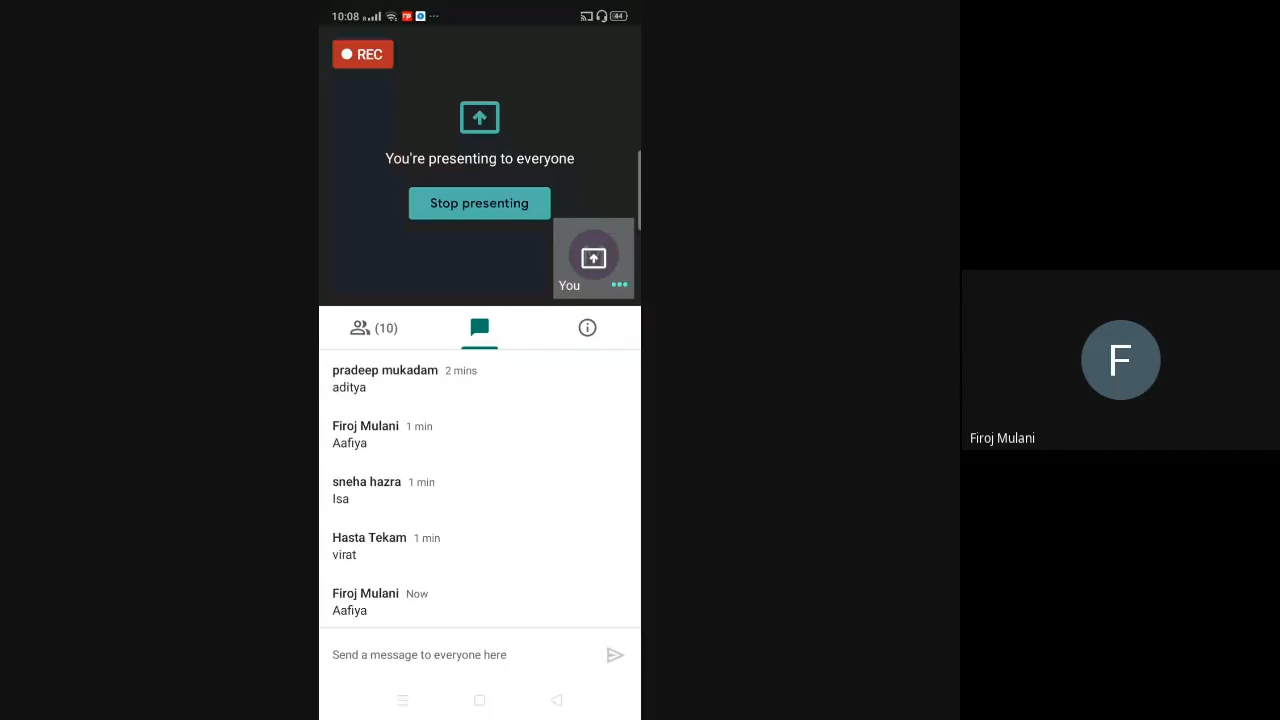 10:08
44
REC
You're presenting to everyone
Stop presenting
You
(10)
pradeep mukadam 2 mins
aditya
Firoj Mulani 1 min
Aafiya
sneha hazra 1 min
Isa
Hasta Tekam 1 min
virat
Firoj Mulani Now
Aafiya
Send a message to everyone here
F
Firoj Mulani